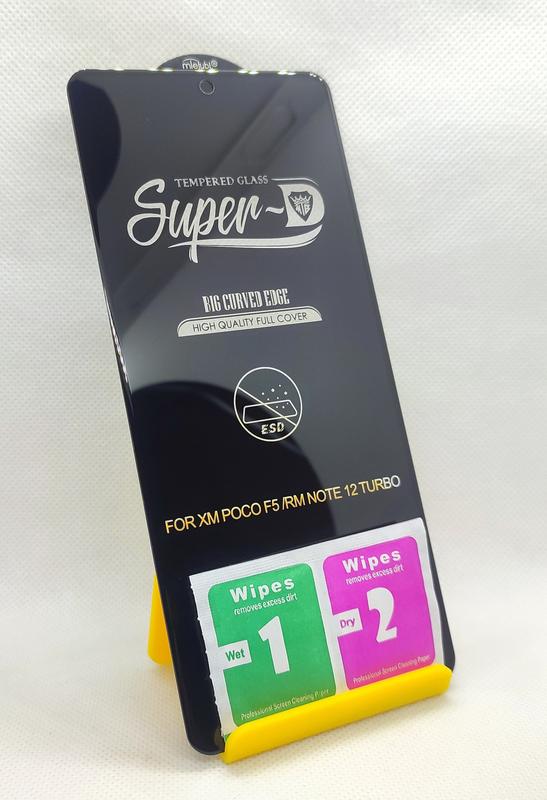 mietubl®
TEMPERED GLASS
Super-D
BIG CURVED EDGE
HIGH QUALITY FULL COVER
ESD
FOR XM POCO F5 /RM NOTE 12 TURBO
Wipes
removes excess dirt
Wet
1
Professional Screen Cleaning Paper
Wipes
removes excess dirt
Dry
2
Professional Screen Cleaning Paper